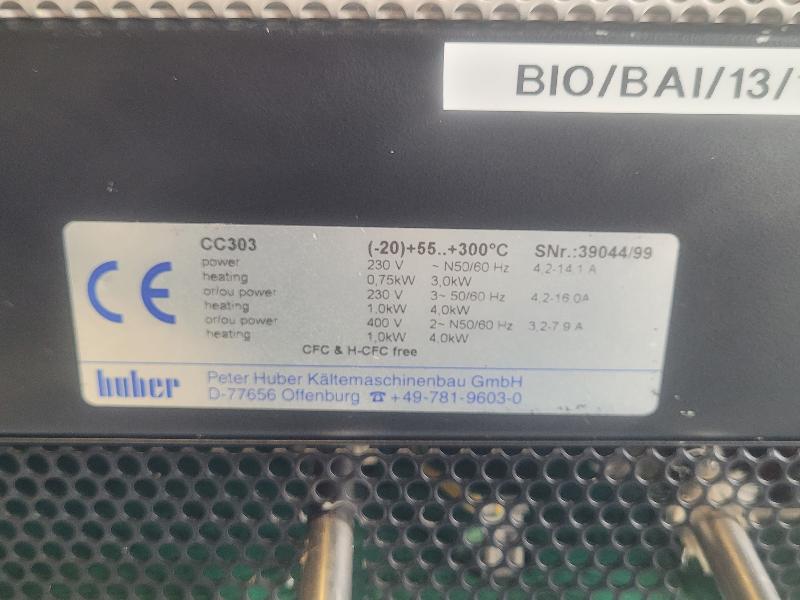 BIO/BAI/13/
CE
CC303 (-20)+55..+300°C SNr.:39044/99
power 230 V ~ N50/60 Hz 4,2-14.1 A
heating 0,75kW 3,0kW
or/ou power 230 V 3~ 50/60 Hz 4,2-16.0A
heating 1,0kW 4,0kW
or/ou power 400 V 2~ N50/60 Hz 3,2-7.9 A
heating 1,0kW 4,0kW
CFC & H-CFC free
huber Peter Huber Kältemaschinenbau GmbH
D-77656 Offenburg ☎ +49-781-9603-0